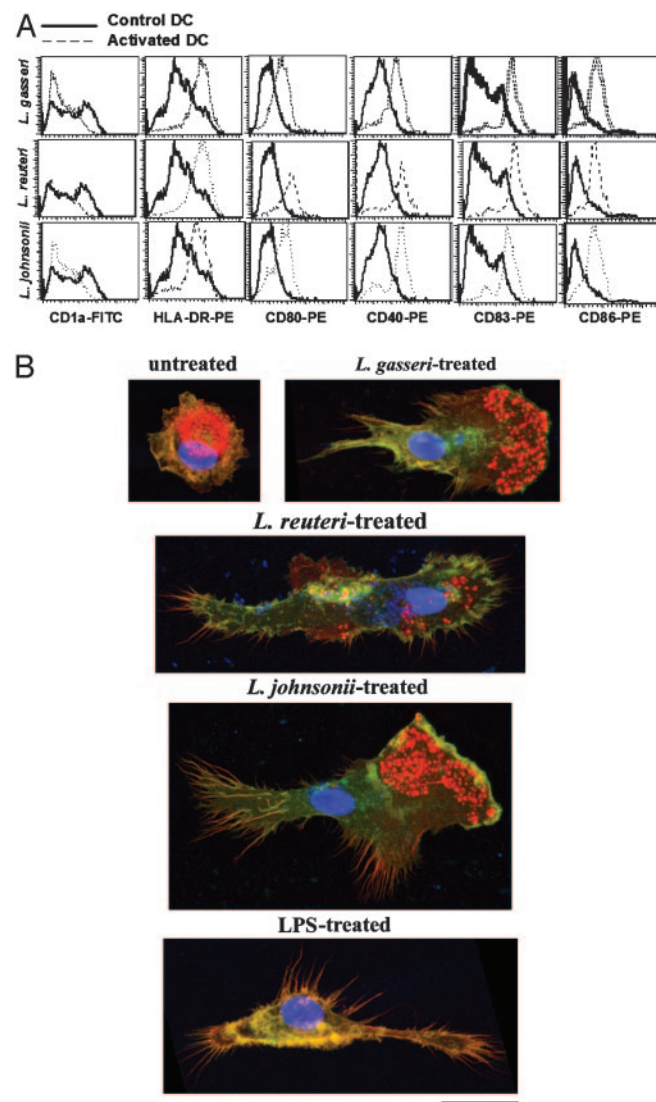 A
Control DC
Activated DC
L. gasseri
L. reuteri
L. johnsonii
CD1a-FITC HLA-DR-PE CD80-PE CD40-PE CD83-PE CD86-PE
B
untreated L. gasseri-treated
L. reuteri-treated
L. johnsonii-treated
LPS-treated